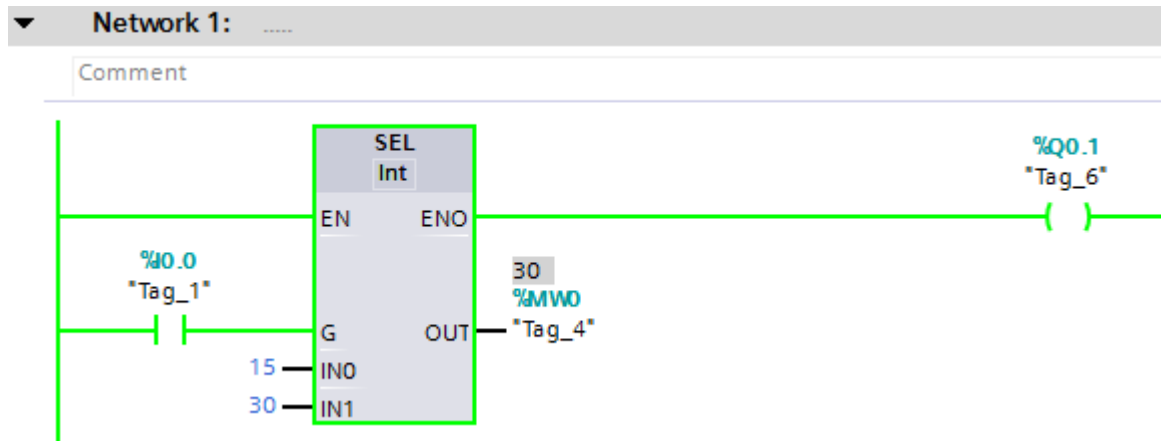 Network 1: .....
Comment
SEL
Int
%Q0.1
"Tag_6"
EN ENO
%I0.0
"Tag_1"
30
%MW0
"Tag_4"
G OUT
15 IN0
30 IN1